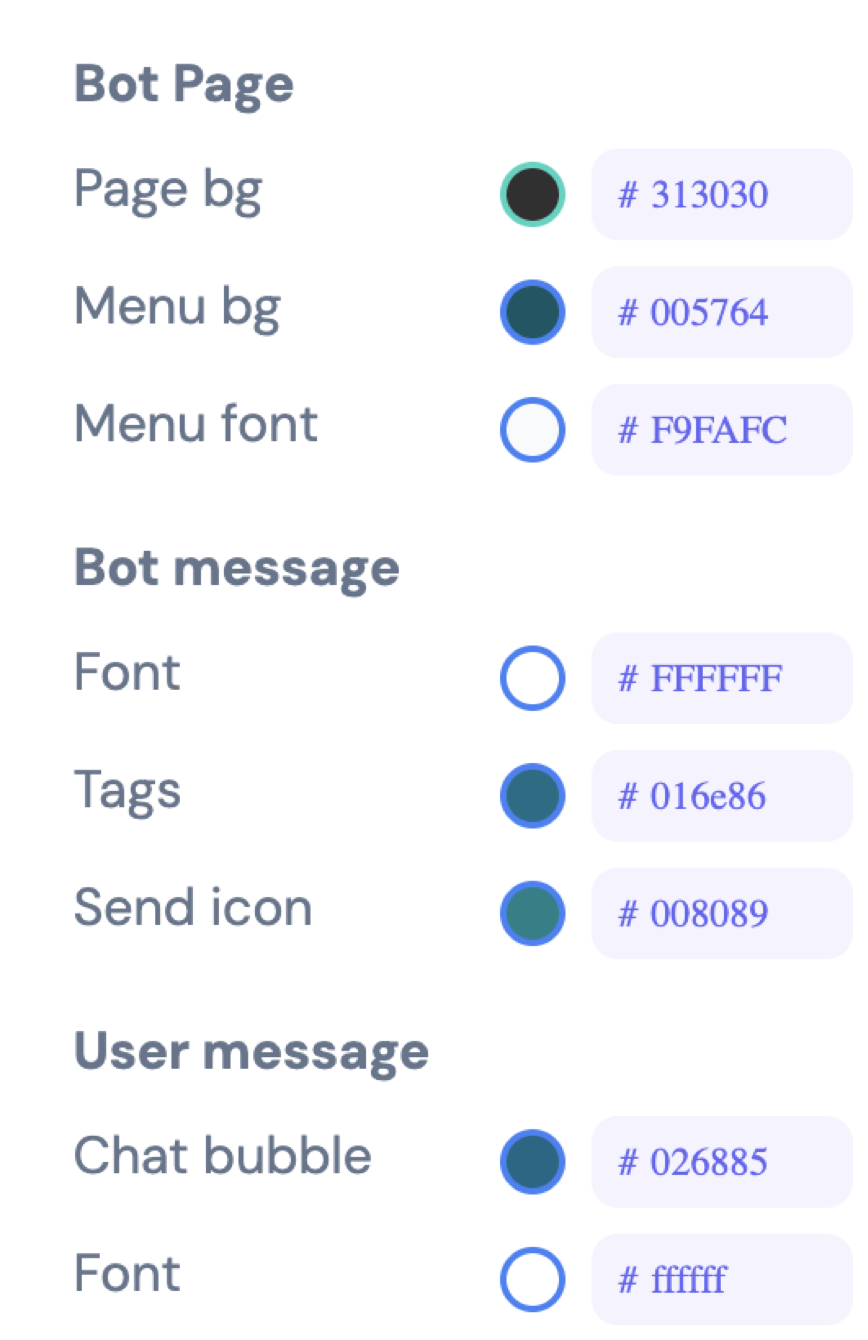 Bot Page
Page bg # 313030
Menu bg # 005764
Menu font # F9FAFC
Bot message
Font # FFFFFF
Tags # 016e86
Send icon # 008089
User message
Chat bubble # 026885
Font # ffffff